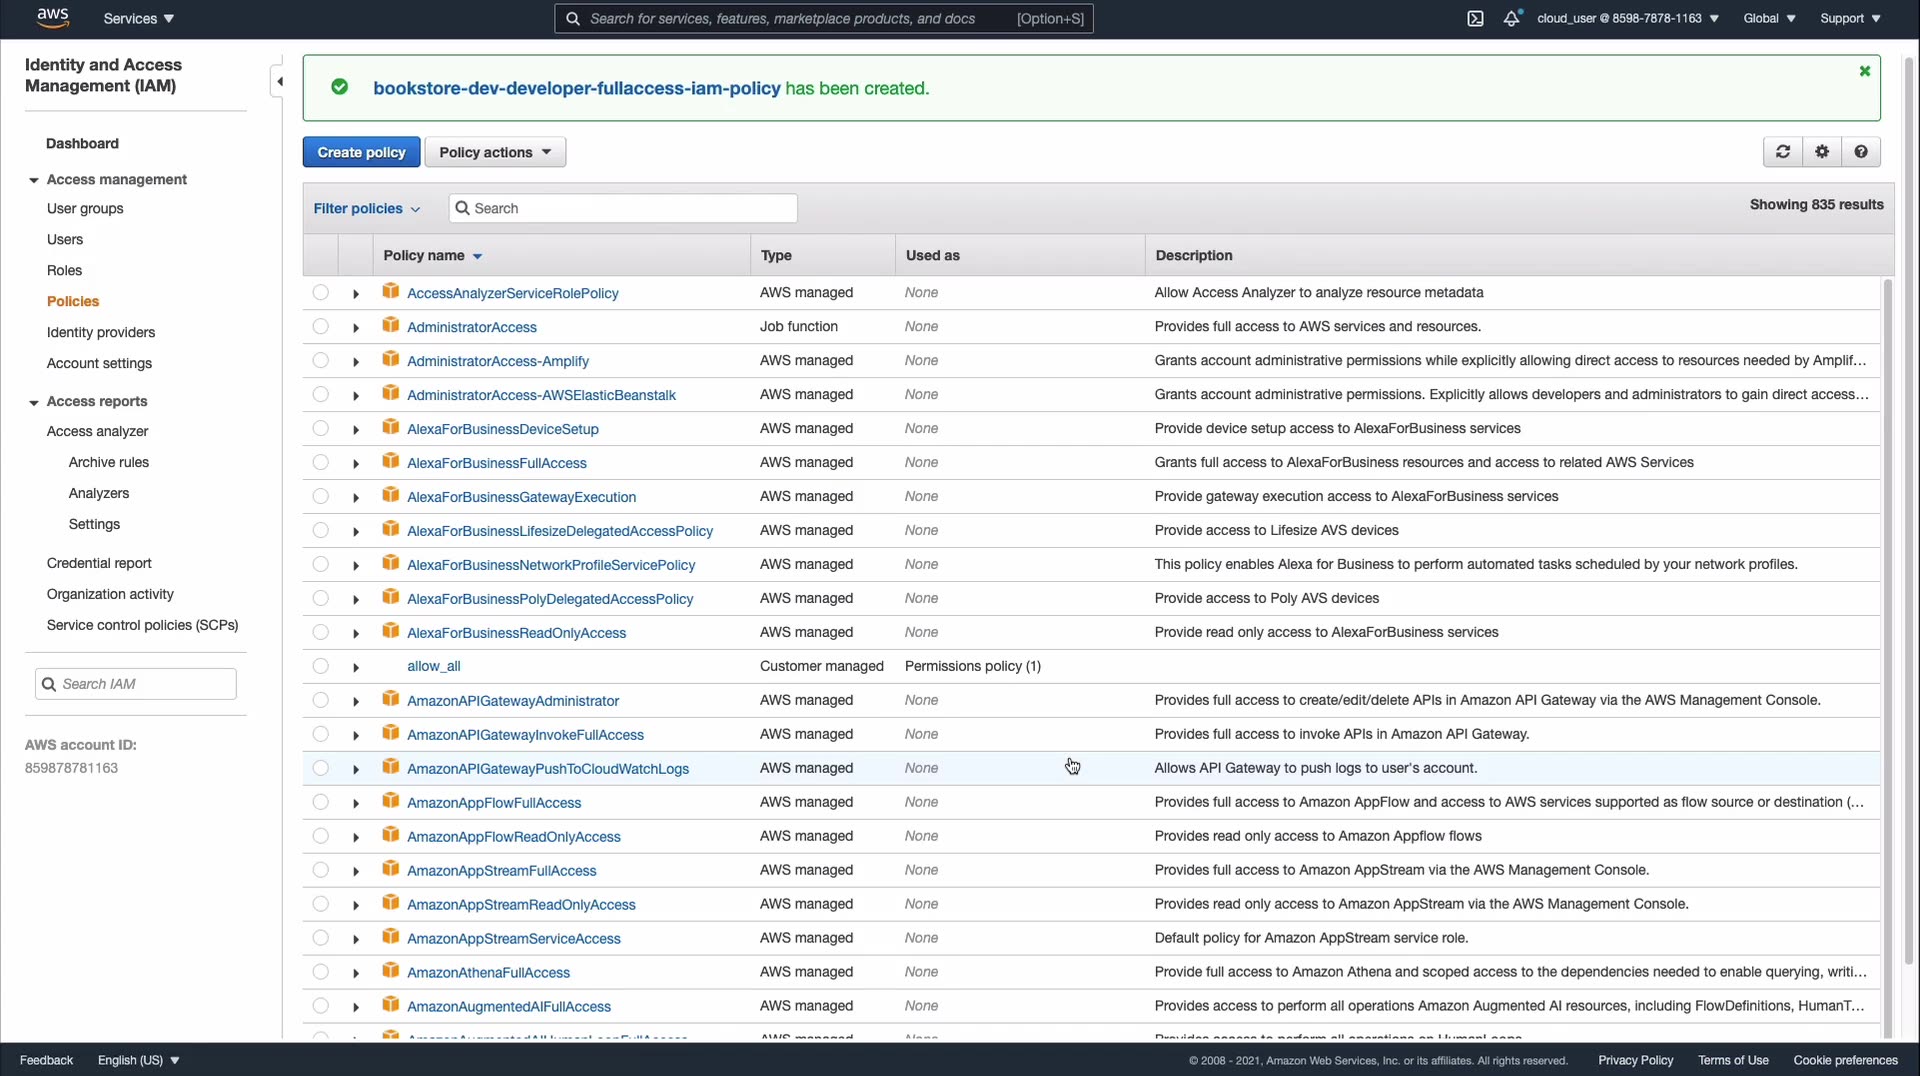 aws
Services
Search for services, features, marketplace products, and docs [Option+S]
cloud_user @ 8598-7878-1163
Global
Support
Identity and Access
Management (IAM)
Dashboard
Access management
User groups
Users
Roles
Policies
Identity providers
Account settings
Access reports
Access analyzer
Archive rules
Analyzers
Settings
Credential report
Organization activity
Service control policies (SCPs)
Search IAM
AWS account ID:
859878781163
bookstore-dev-developer-fullaccess-iam-policy has been created.
Create policy
Policy actions
Filter policies
Search
Showing 835 results
Policy name Type Used as Description
AccessAnalyzerServiceRolePolicy AWS managed None Allow Access Analyzer to analyze resource metadata
AdministratorAccess Job function None Provides full access to AWS services and resources.
AdministratorAccess-Amplify AWS managed None Grants account administrative permissions while explicitly allowing direct access to resources needed by Amplif...
AdministratorAccess-AWSElasticBeanstalk AWS managed None Grants account administrative permissions. Explicitly allows developers and administrators to gain direct access...
AlexaForBusinessDeviceSetup AWS managed None Provide device setup access to AlexaForBusiness services
AlexaForBusinessFullAccess AWS managed None Grants full access to AlexaForBusiness resources and access to related AWS Services
AlexaForBusinessGatewayExecution AWS managed None Provide gateway execution access to AlexaForBusiness services
AlexaForBusinessLifesizeDelegatedAccessPolicy AWS managed None Provide access to Lifesize AVS devices
AlexaForBusinessNetworkProfileServicePolicy AWS managed None This policy enables Alexa for Business to perform automated tasks scheduled by your network profiles.
AlexaForBusinessPolyDelegatedAccessPolicy AWS managed None Provide access to Poly AVS devices
AlexaForBusinessReadOnlyAccess AWS managed None Provide read only access to AlexaForBusiness services
allow_all Customer managed Permissions policy (1)
AmazonAPIGatewayAdministrator AWS managed None Provides full access to create/edit/delete APIs in Amazon API Gateway via the AWS Management Console.
AmazonAPIGatewayInvokeFullAccess AWS managed None Provides full access to invoke APIs in Amazon API Gateway.
AmazonAPIGatewayPushToCloudWatchLogs AWS managed None Allows API Gateway to push logs to user's account.
AmazonAppFlowFullAccess AWS managed None Provides full access to Amazon AppFlow and access to AWS services supported as flow source or destination (...
AmazonAppFlowReadOnlyAccess AWS managed None Provides read only access to Amazon Appflow flows
AmazonAppStreamFullAccess AWS managed None Provides full access to Amazon AppStream via the AWS Management Console.
AmazonAppStreamReadOnlyAccess AWS managed None Provides read only access to Amazon AppStream via the AWS Management Console.
AmazonAppStreamServiceAccess AWS managed None Default policy for Amazon AppStream service role.
AmazonAthenaFullAccess AWS managed None Provide full access to Amazon Athena and scoped access to the dependencies needed to enable querying, writi...
AmazonAugmentedAIFullAccess AWS managed None Provides access to perform all operations Amazon Augmented AI resources, including FlowDefinitions, HumanT...
Feedback
English (US)
© 2008 - 2021, Amazon Web Services, Inc. or its affiliates. All rights reserved.
Privacy Policy
Terms of Use
Cookie preferences